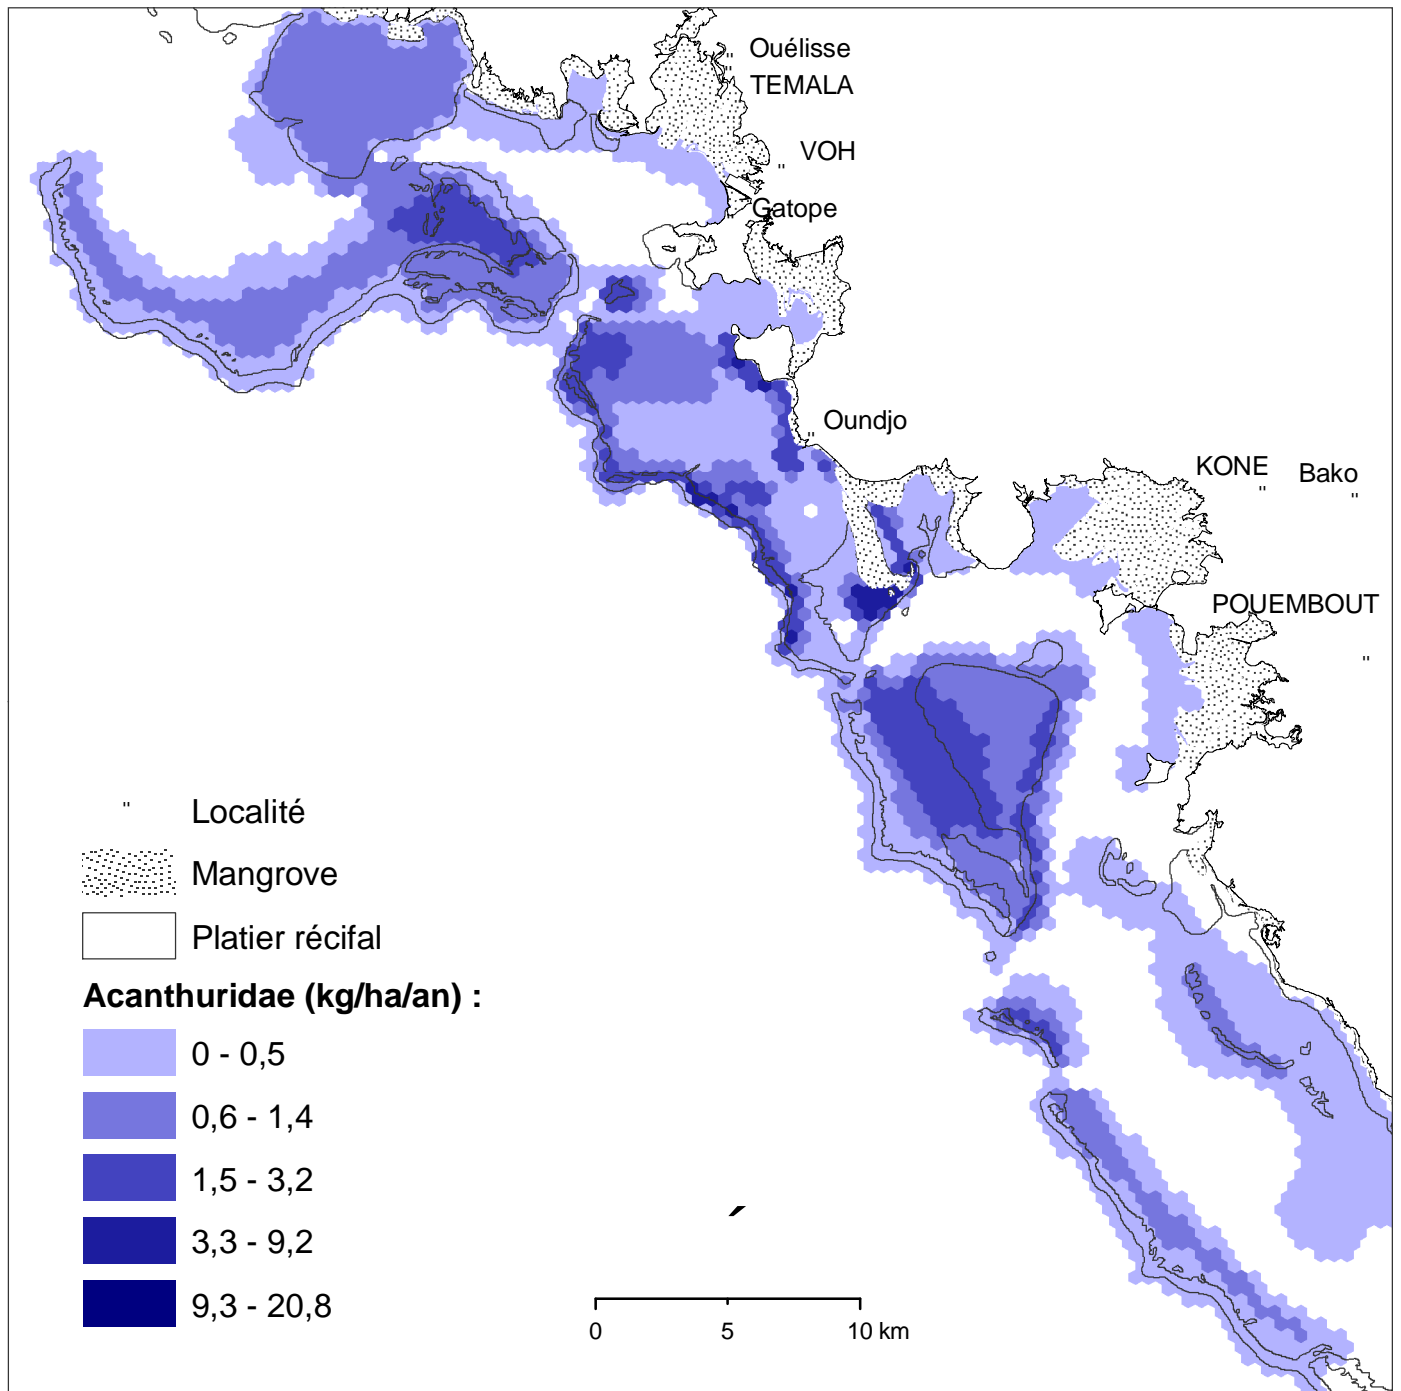 Ouélisse
TEMALA
VOH
Gatope
Oundjo
KONE
Bako
POUEMBOUT
" Localité
Mangrove
Platier récifal
Acanthuridae (kg/ha/an) :
0 - 0,5
0,6 - 1,4
1,5 - 3,2
3,3 - 9,2
9,3 - 20,8
0 5 10 km